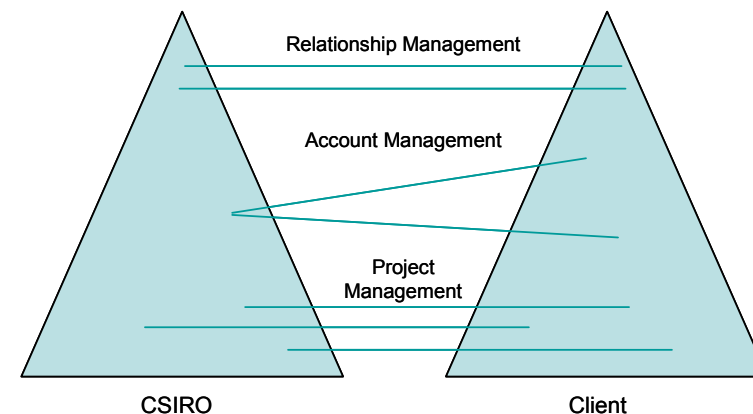 Relationship Management
Account Management
Project
Management
CSIRO
Client